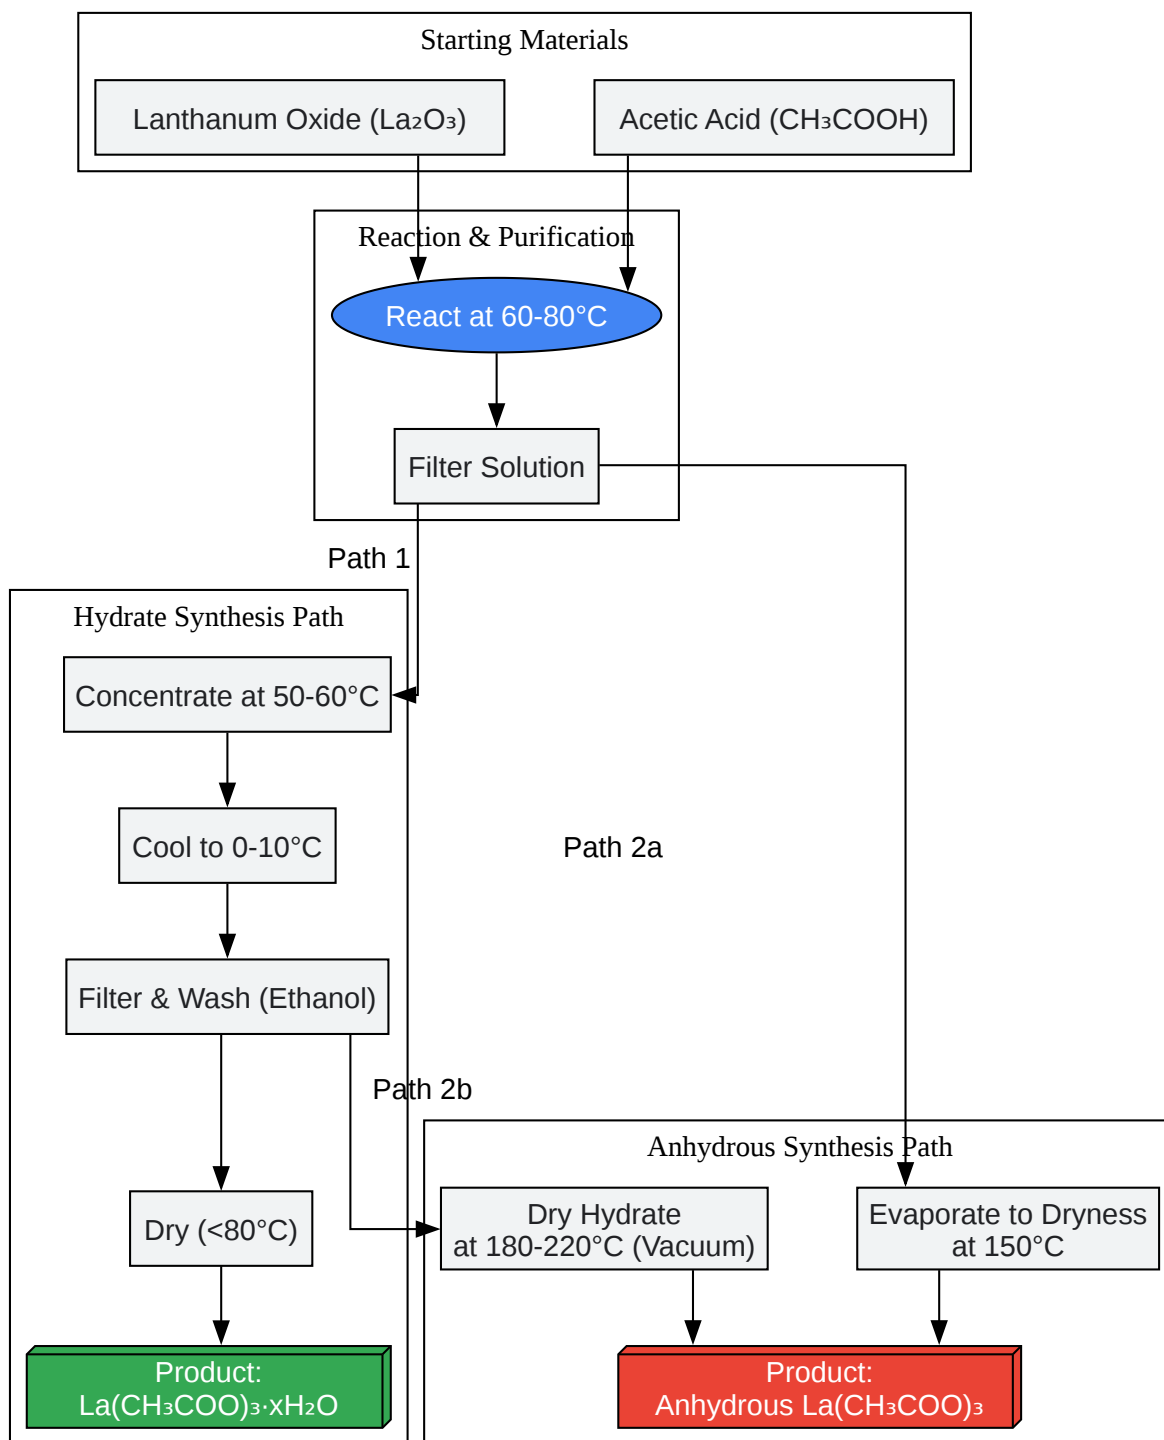 Starting Materials
Lanthanum Oxide (La₂O₃)
Acetic Acid (CH₃COOH)
Reaction & Purification
React at 60-80°C
Filter Solution
Path 1
Hydrate Synthesis Path
Concentrate at 50-60°C
Cool to 0-10°C
Path 2a
Filter & Wash (Ethanol)
Path 2b
Anhydrous Synthesis Path
Dry (<80°C)
Dry Hydrate
at 180-220°C (Vacuum)
Evaporate to Dryness
at 150°C
Product:
La(CH₃COO)₃·xH₂O
Product:
Anhydrous La(CH₃COO)₃